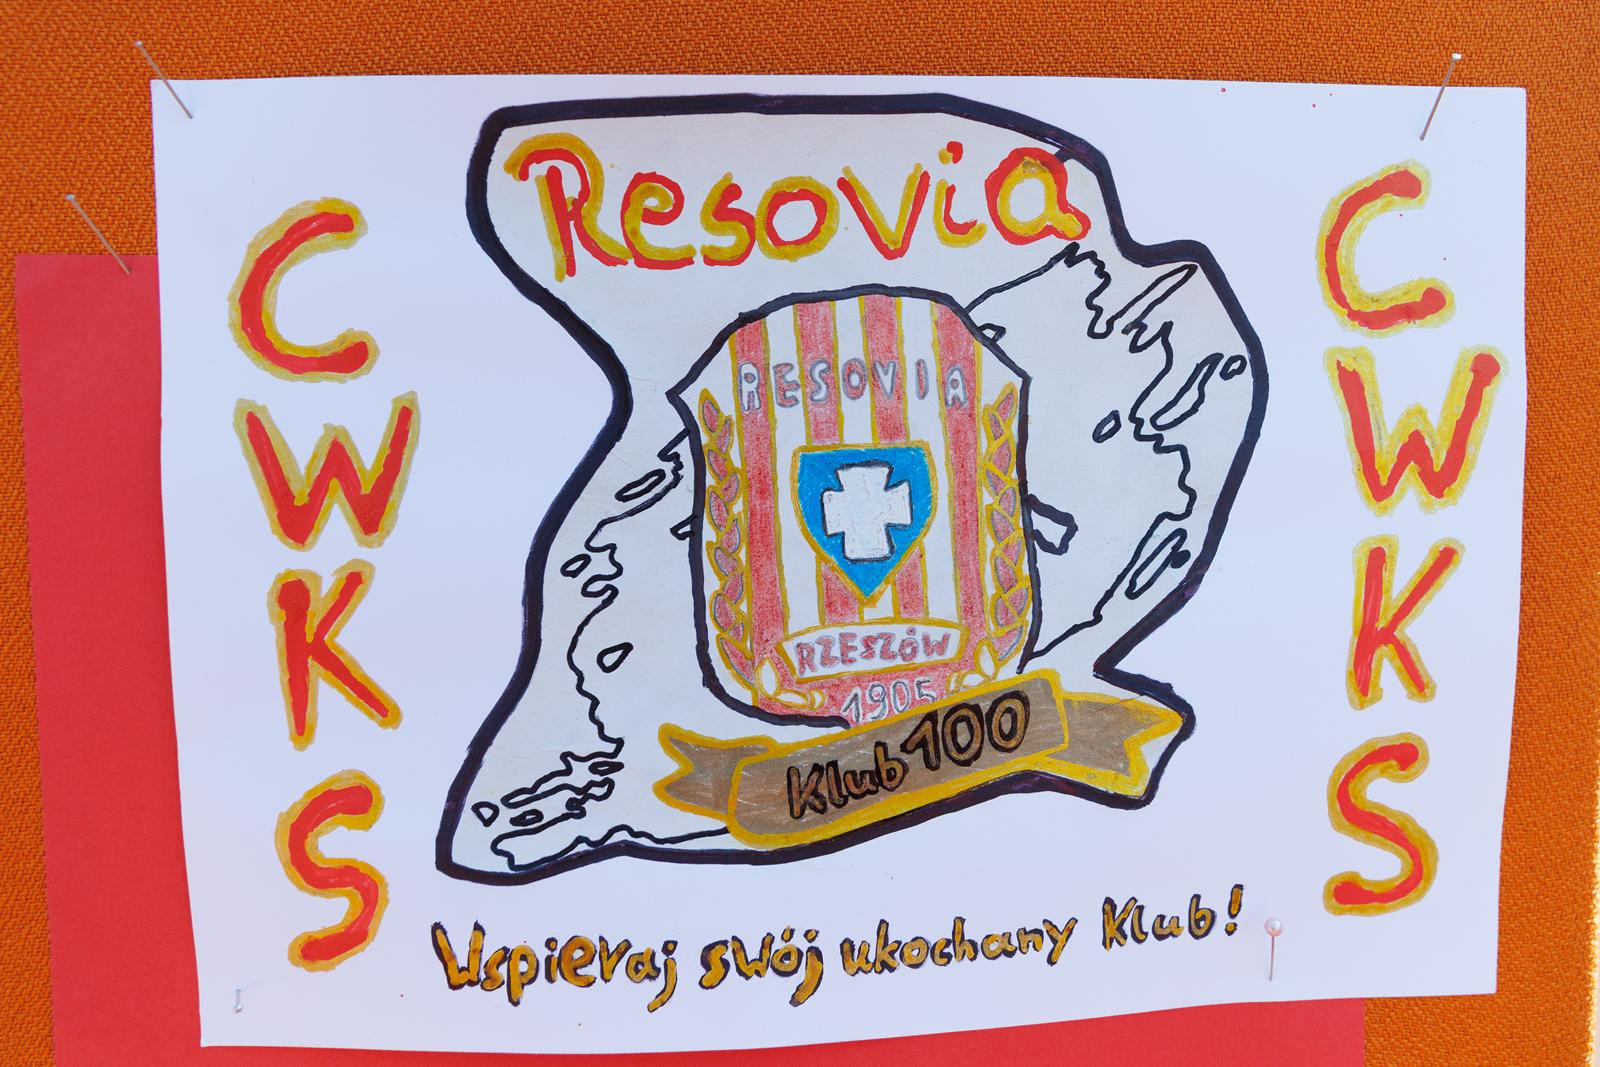 Resovia
CWKS
CWKS
RESOVIA
RZESZÓW
1905
Klub 100
Wspieraj swój ukochany Klub!